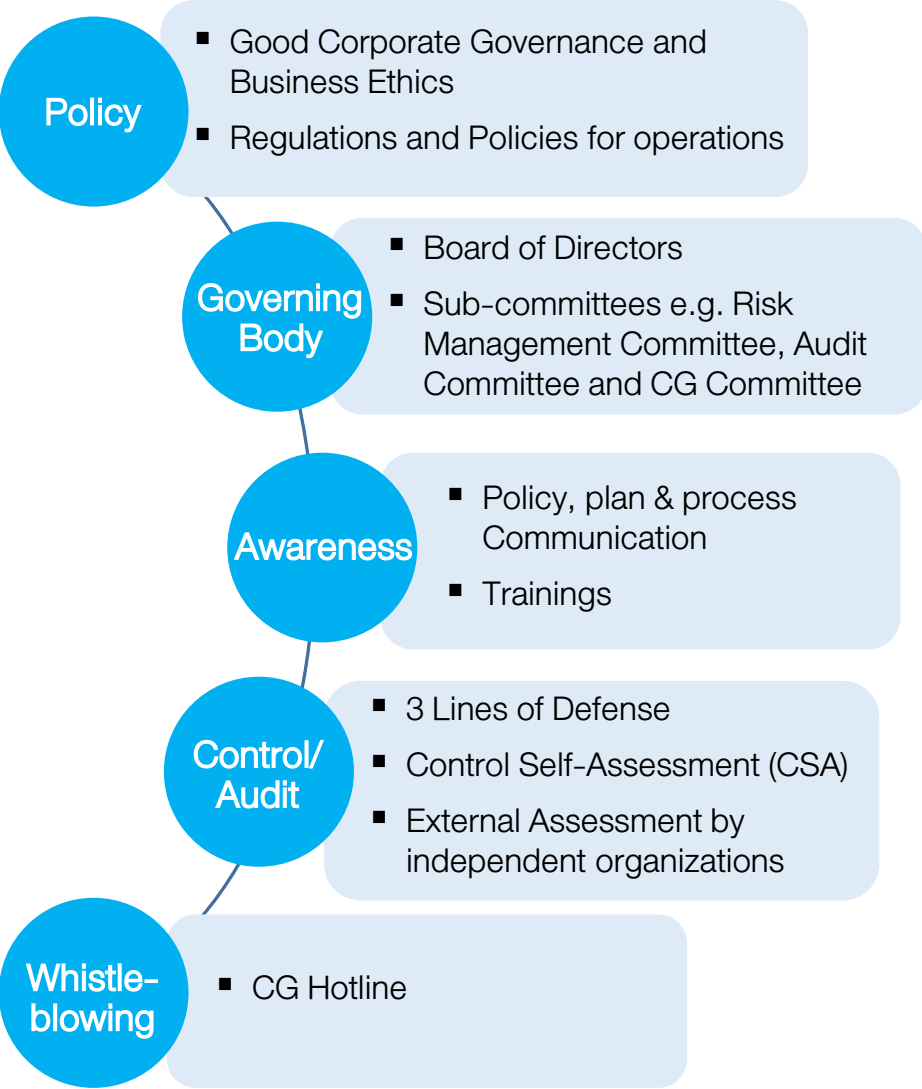 Policy
▪ Good Corporate Governance and
Business Ethics
▪ Regulations and Policies for operations
Governing
Body
▪ Board of Directors
▪ Sub-committees e.g. Risk
Management Committee, Audit
Committee and CG Committee
Awareness
▪ Policy, plan & process
Communication
▪ Trainings
Control/
Audit
▪ 3 Lines of Defense
▪ Control Self-Assessment (CSA)
▪ External Assessment by
independent organizations
Whistle-
blowing
▪ CG Hotline